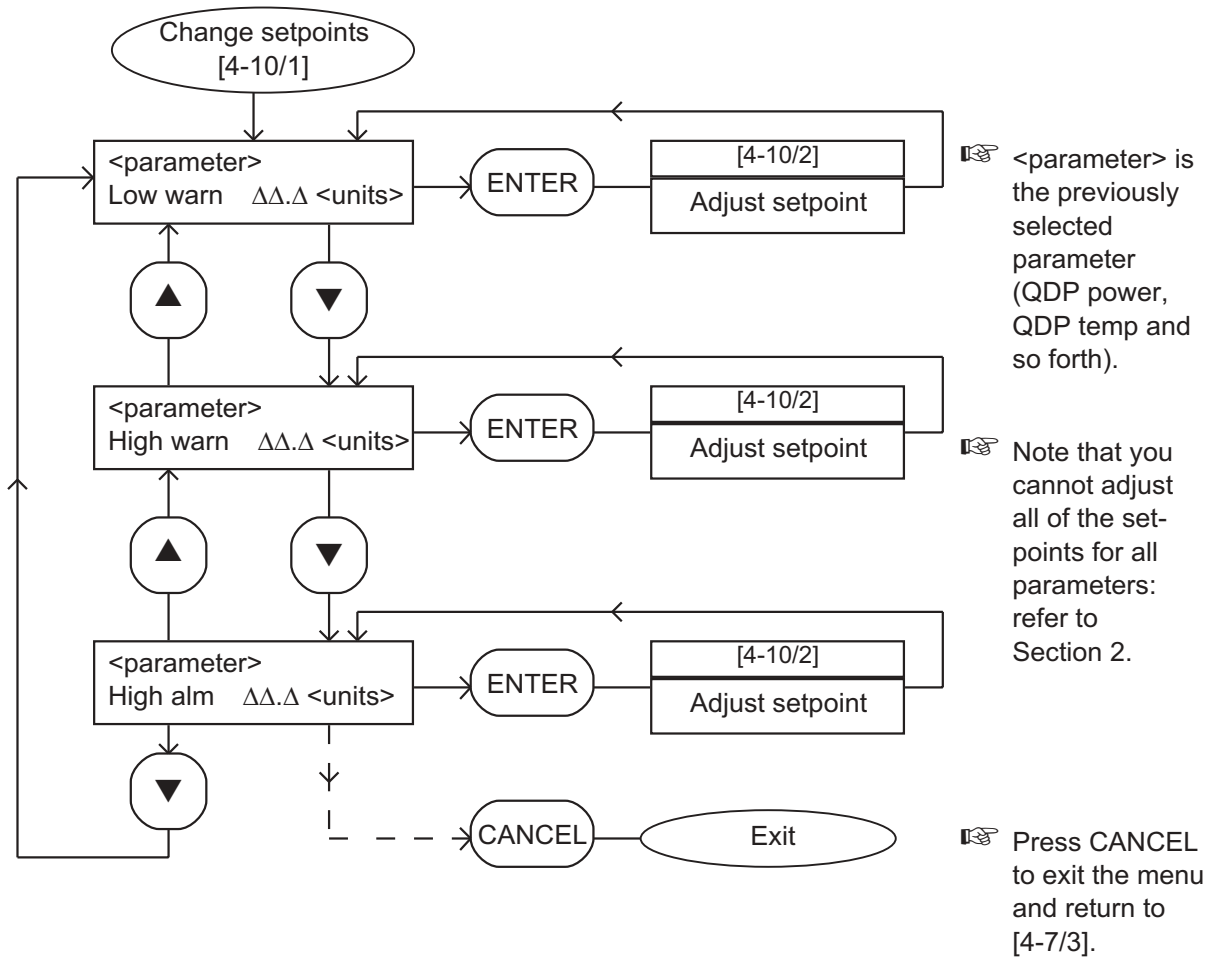 Change setpoints
[4-10/1]
<parameter>
Low warn ΔΔ.Δ <units>
ENTER
[4-10/2]
Adjust setpoint
☞ <parameter> is
the previously
selected
parameter
(QDP power,
QDP temp and
so forth).
▲
▼
<parameter>
High warn ΔΔ.Δ <units>
ENTER
[4-10/2]
Adjust setpoint
☞ Note that you
cannot adjust
all of the set-
points for all
parameters:
refer to
Section 2.
▲
▼
<parameter>
High alm ΔΔ.Δ <units>
ENTER
[4-10/2]
Adjust setpoint
▼
CANCEL
Exit
☞ Press CANCEL
to exit the menu
and return to
[4-7/3].